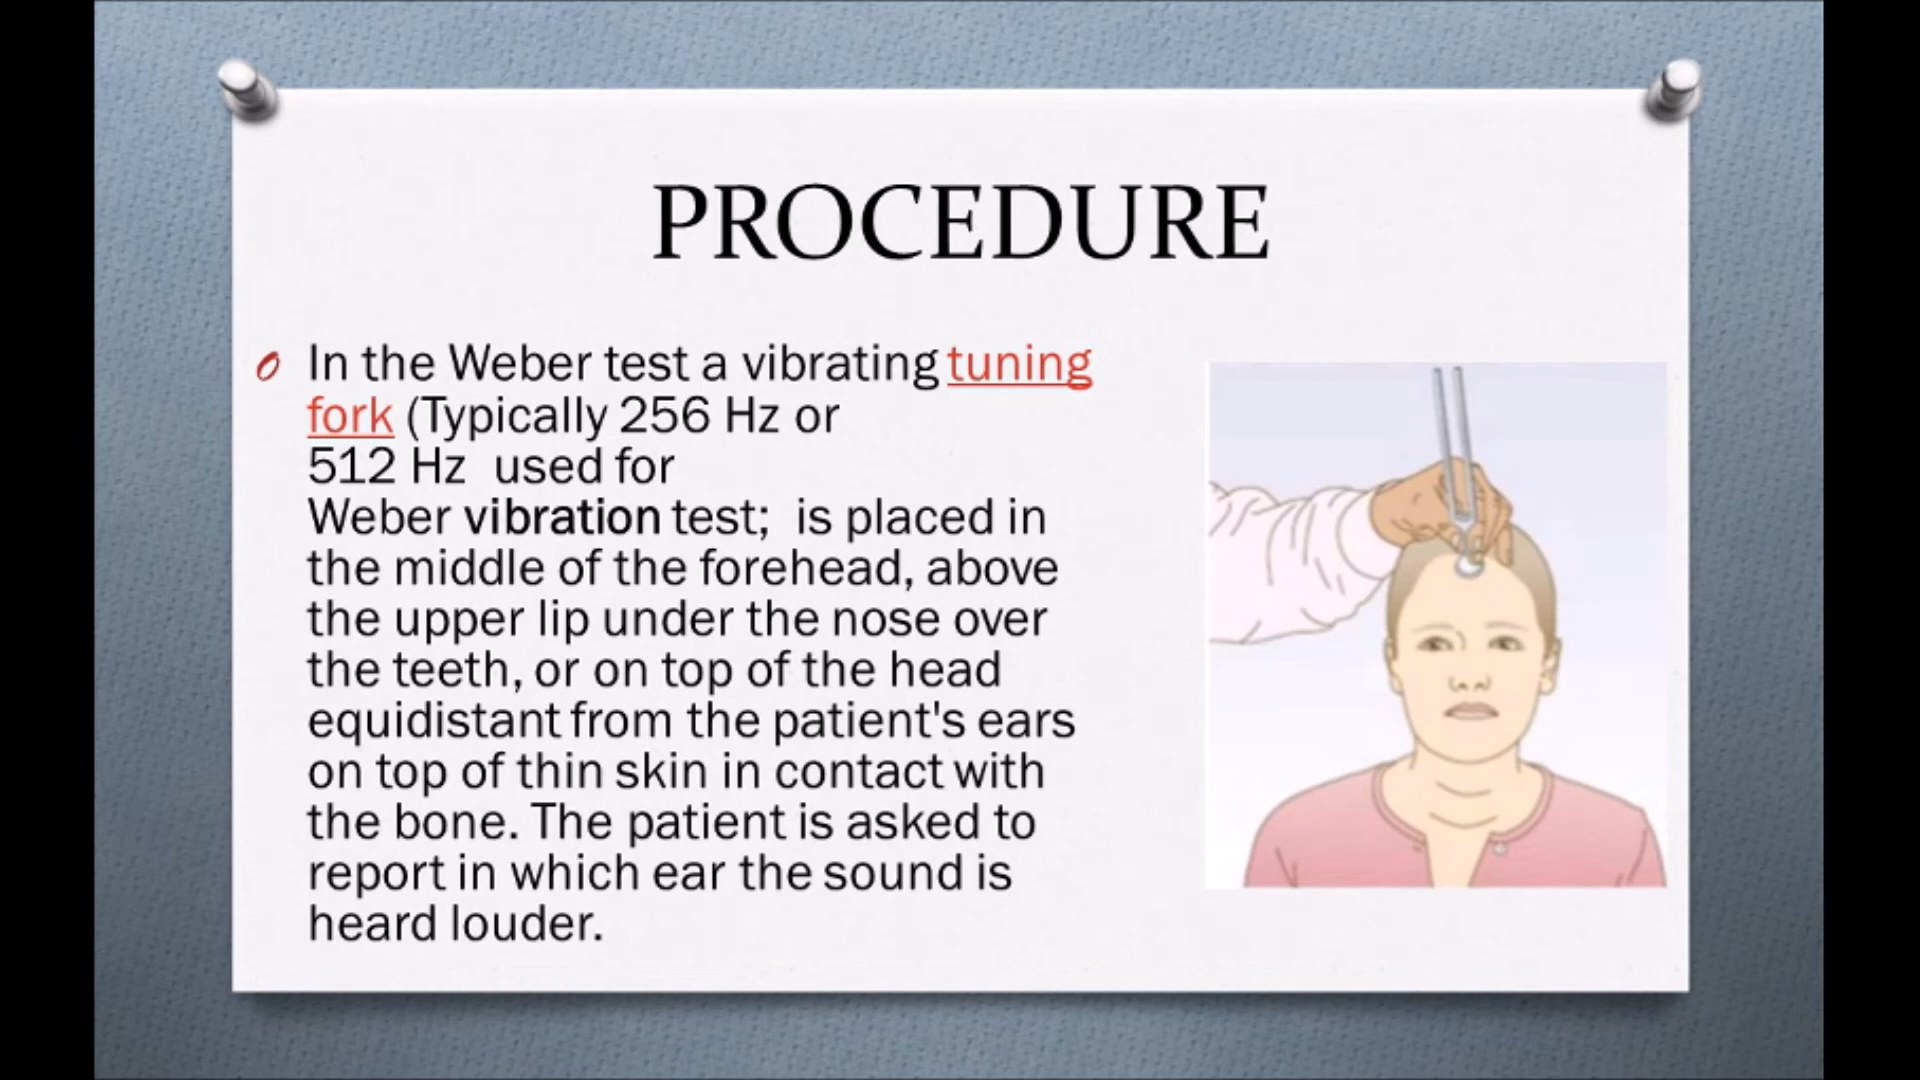 PROCEDURE
In the Weber test a vibrating tuning
fork (Typically 256 Hz or
512 Hz  used for
Weber vibration test;  is placed in
the middle of the forehead, above
the upper lip under the nose over
the teeth, or on top of the head
equidistant from the patient's ears
on top of thin skin in contact with
the bone. The patient is asked to
report in which ear the sound is
heard louder.